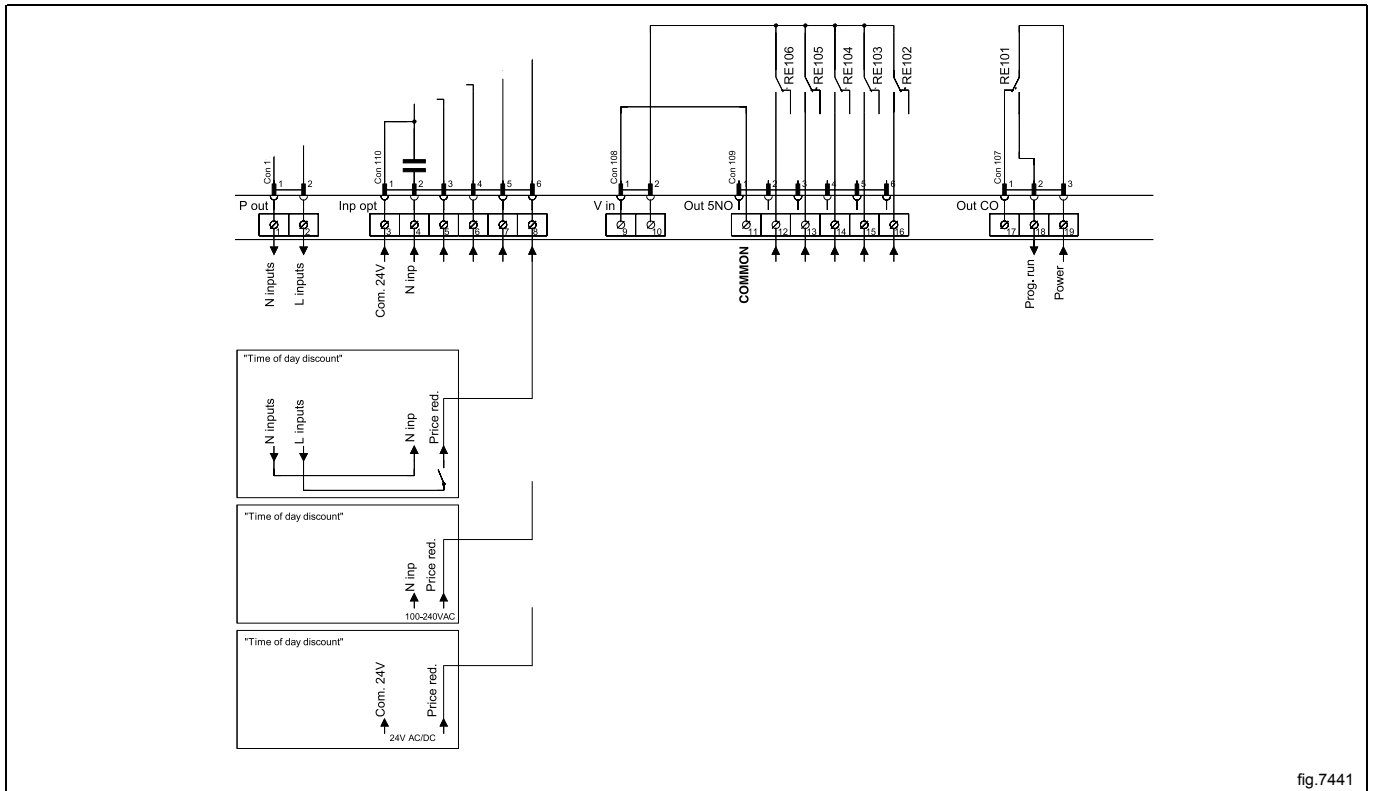 RE106
RE105
RE104
RE103
RE102
RE101
Con 1
1 2
Con 110
1 2 3 4 5 6
Con 108
1 2
Con 109
1 2 3 4 5 6
Con 107
1 2 3
P out
Inp opt
V in
Out 5NO
Out CO
1 2
3 4 5 6 7 8
9 10
11 12 13 14 15 16
17 18 19
N inputs
L inputs
Com. 24V
N inp
COMMON
Prog. run
Power
"Time of day discount"
N inputs
L inputs
N inp
Price red.
"Time of day discount"
N inp
Price red.
100-240VAC
"Time of day discount"
Com. 24V
Price red.
24V AC/DC
fig.7441